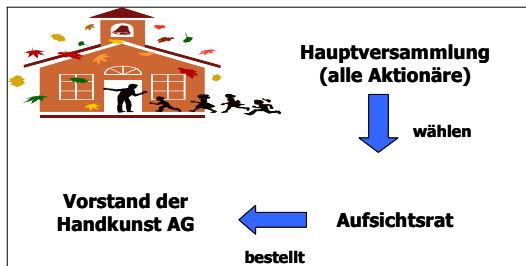 Hauptversammlung
(alle Aktionäre)
wählen
Vorstand der
Handkunst AG
Aufsichtsrat
bestellt